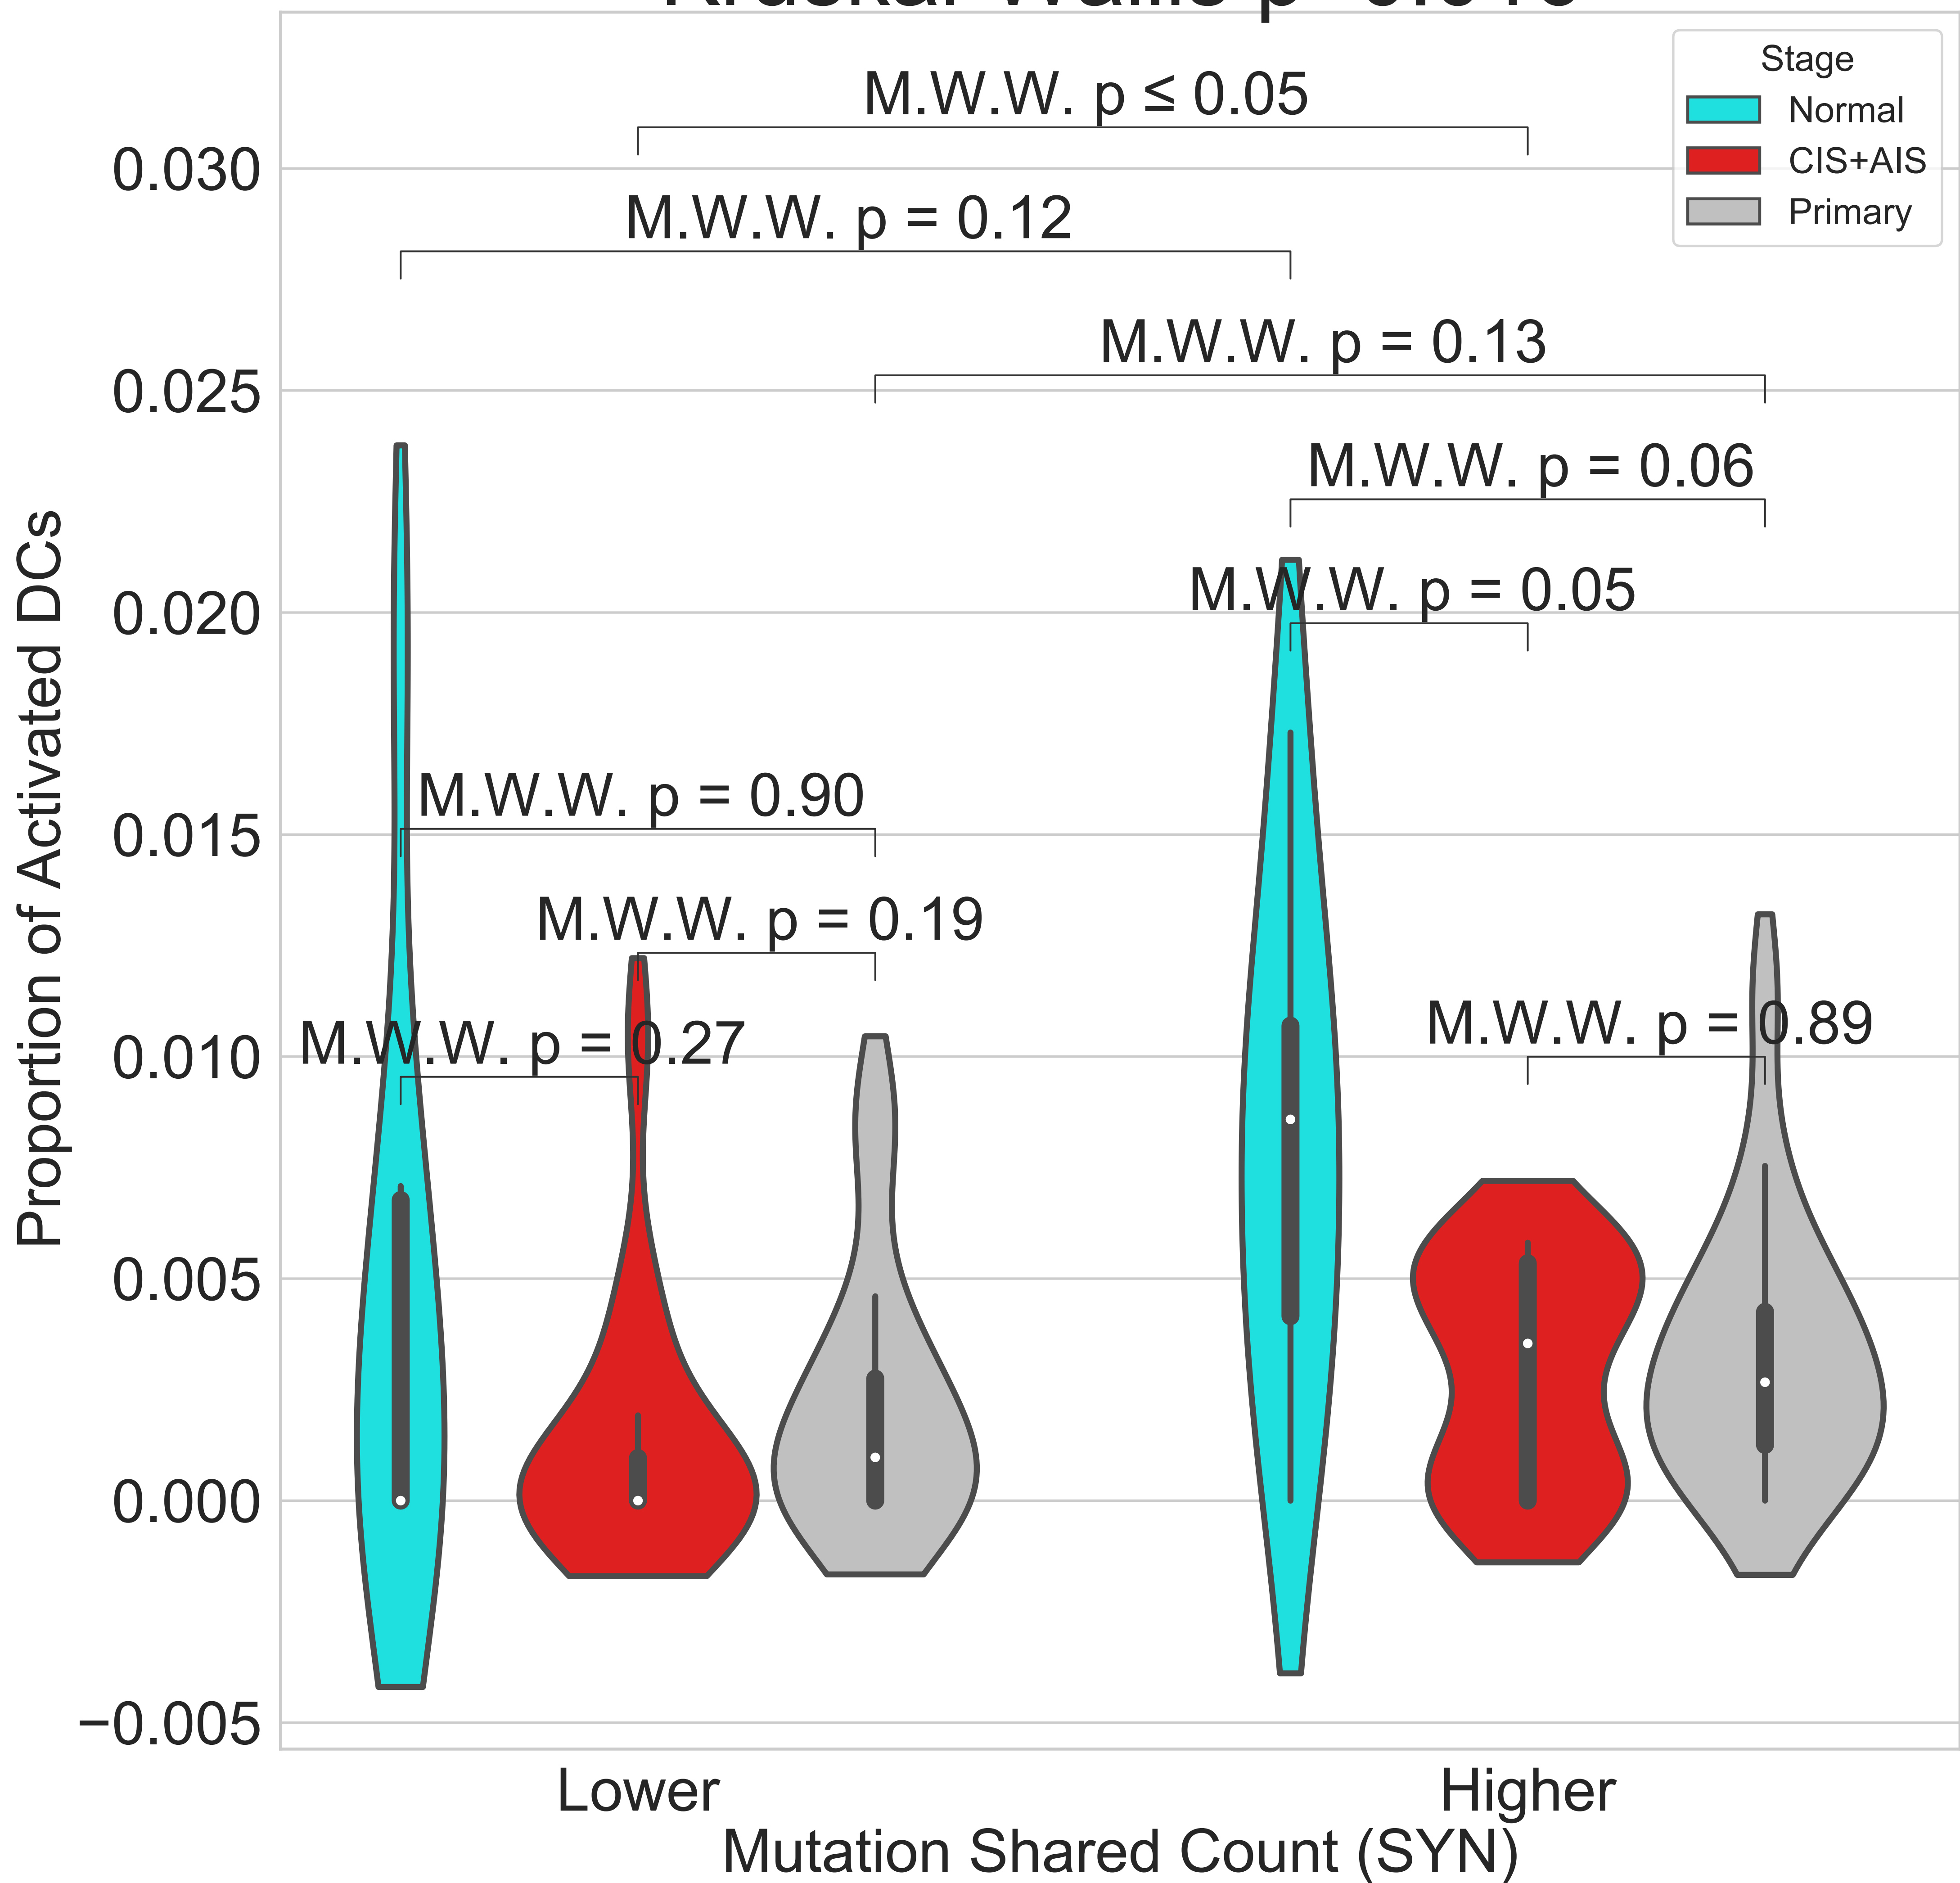 M.W.W. p ≤ 0.05
M.W.W. p = 0.12
M.W.W. p = 0.13
M.W.W. p = 0.06
M.W.W. p = 0.05
M.W.W. p = 0.90
M.W.W. p = 0.19
M.W.W. p = 0.27
M.W.W. p = 0.89
Stage
Normal
CIS+AIS
Primary
Proportion of Activated DCs
0.030
0.025
0.020
0.015
0.010
0.005
0.000
−0.005
Lower
Higher
Mutation Shared Count (SYN)